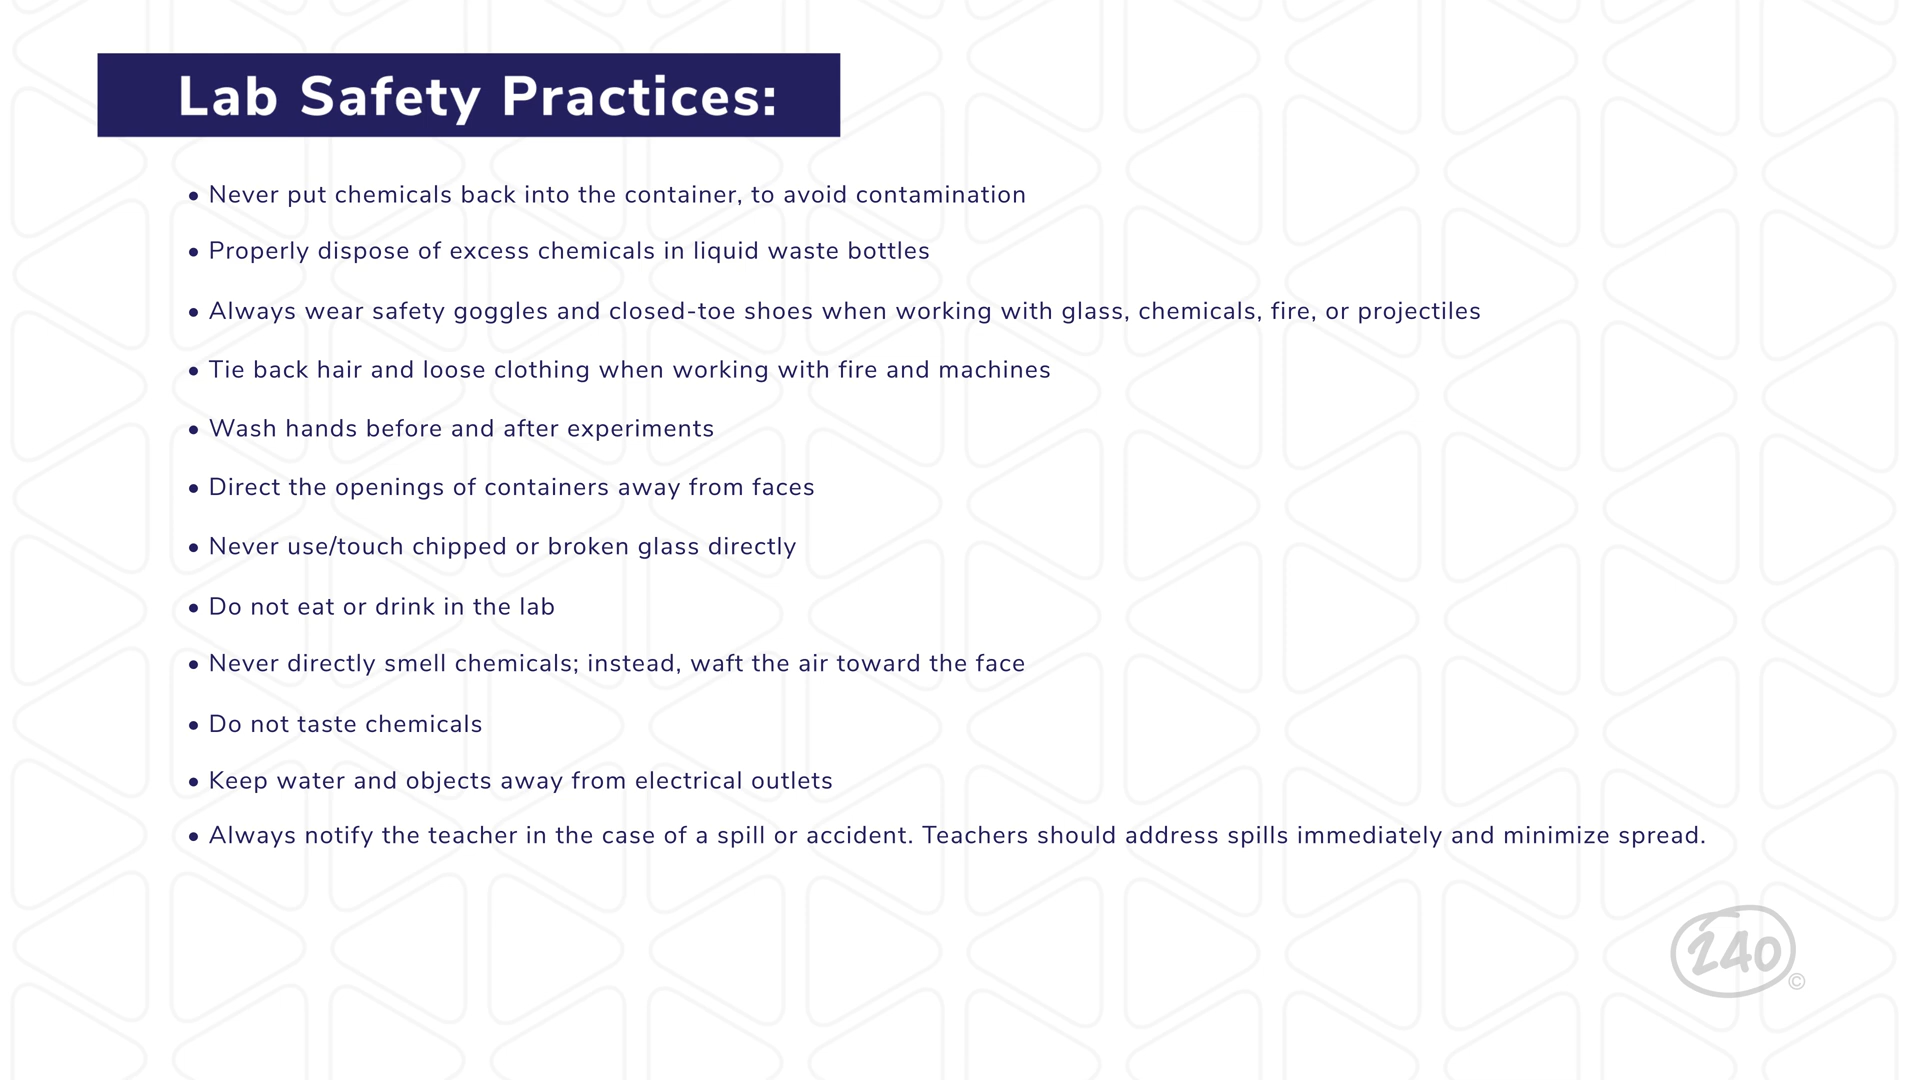 Lab Safety Practices:
• Never put chemicals back into the container, to avoid contamination
• Properly dispose of excess chemicals in liquid waste bottles
• Always wear safety goggles and closed-toe shoes when working with glass, chemicals, fire, or projectiles
• Tie back hair and loose clothing when working with fire and machines
• Wash hands before and after experiments
• Direct the openings of containers away from faces
• Never use/touch chipped or broken glass directly
• Do not eat or drink in the lab
• Never directly smell chemicals; instead, waft the air toward the face
• Do not taste chemicals
• Keep water and objects away from electrical outlets
• Always notify the teacher in the case of a spill or accident. Teachers should address spills immediately and minimize spread.
240 ©